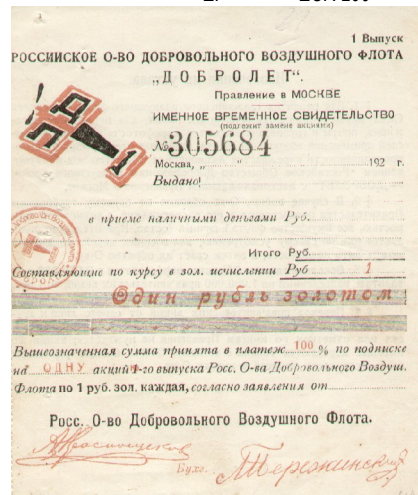 1 Выпуск
РОССИЙСКОЕ О-ВО ДОБРОВОЛЬНОГО ВОЗДУШНОГО ФЛОТА
„ДОБРОЛЕТ".
Правление в МОСКВЕ
ИМЕННОЕ ВРЕМЕННОЕ СВИДЕТЕЛЬСТВО
(подлежит замене акциями)
№ 305684
Москва, „ " 192 г.
Выдано
в приеме наличными деньгами Руб.
Итого Руб.
Составляющие по курсу в зол. исчислении Руб 1
Один рубль золотом
Вышеозначенная сумма принята в платеж 100 % по подписке
на ОДНУ акций 1-го выпуска Росс. О-ва Добровольного Воздуш.
Флота по 1 руб. зол. каждая, согласно заявления от
Росс. О-во Добровольного Воздушного Флота.
Бухг.